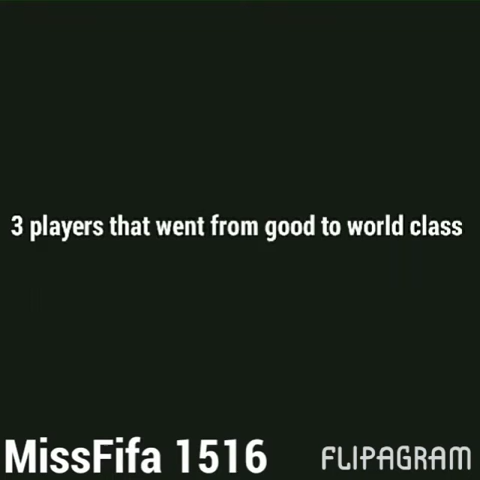 3 players that went from good to world class
MissFifa 1516
FLIPAGRAM